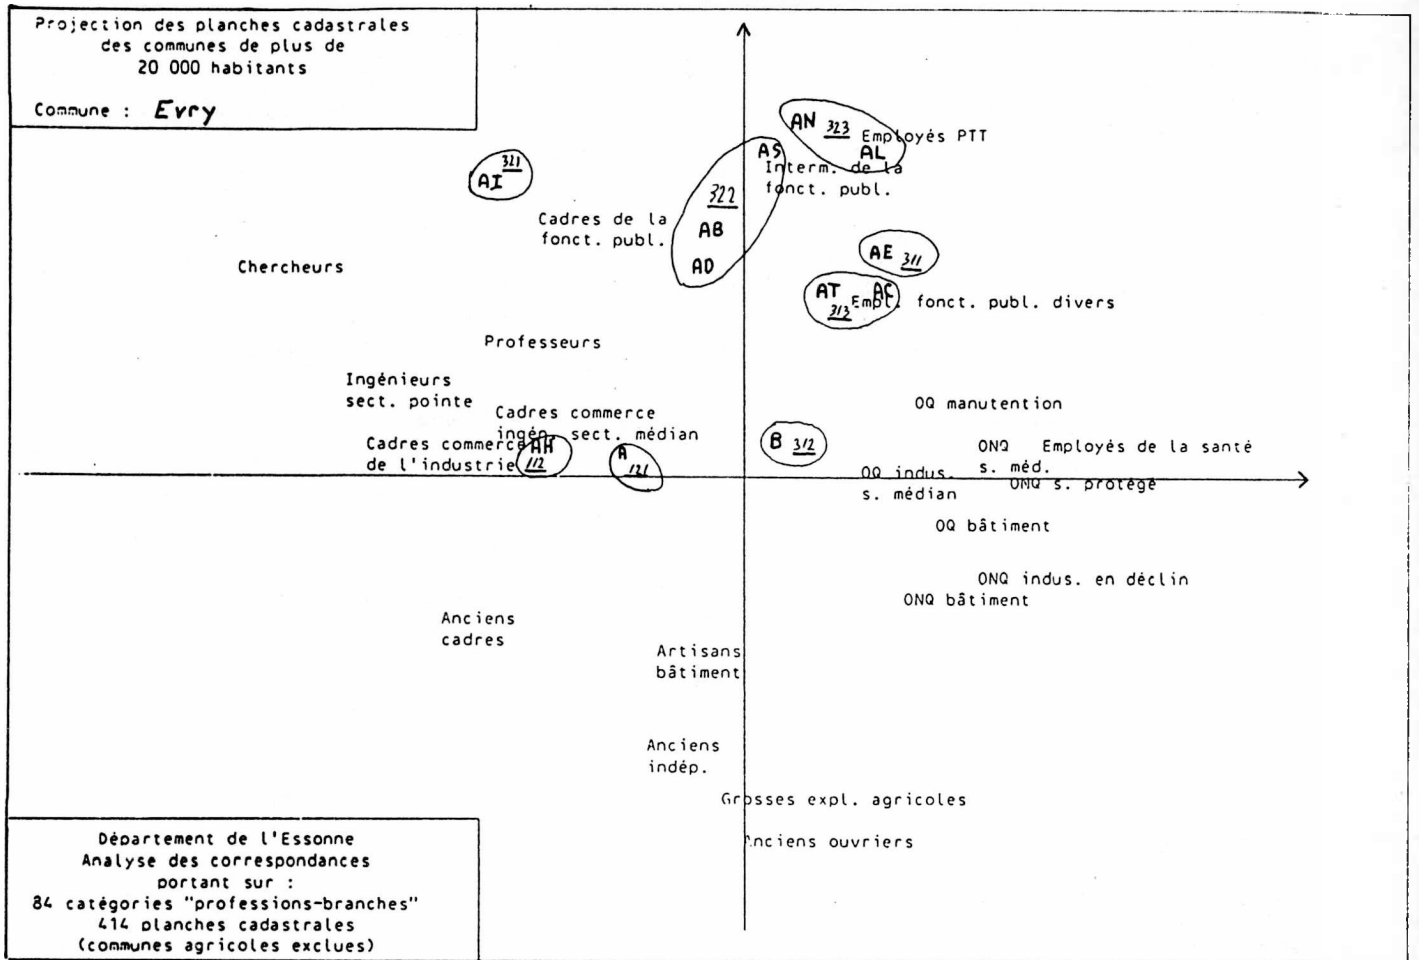 Projection des planches cadastrales
des communes de plus de
20 000 habitants
Commune : Evry
AN 323 Employés PTT
AL
AS
Interm. de la
fonct. publ.
321
AI
322
AB
AD
Cadres de la
fonct. publ.
AE 311
Chercheurs
AT AC
313 Empl. fonct. publ. divers
Professeurs
Ingénieurs
sect. pointe
Cadres commerce
ingén. sect. médian
OQ manutention
Cadres commerce AH
de l'industrie 112
A
121
B 312
ONQ
s. méd.
Employés de la santé
OQ indus.
s. médian
ONQ s. protégé
OQ bâtiment
ONQ indus. en déclin
ONQ bâtiment
Anciens
cadres
Artisans
bâtiment
Anciens
indép.
Grosses expl. agricoles
Anciens ouvriers
Département de l'Essonne
Analyse des correspondances
portant sur :
84 catégories "professions-branches"
414 planches cadastrales
(communes agricoles exclues)